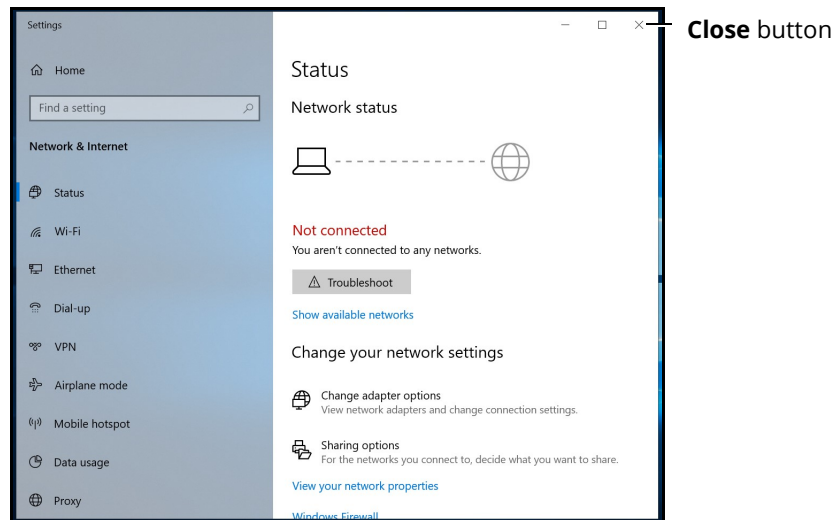 Settings
Close button
Home
Find a setting
Network & Internet
Status
Wi-Fi
Ethernet
Dial-up
VPN
Airplane mode
Mobile hotspot
Data usage
Proxy
Status
Network status
Not connected
You aren't connected to any networks.
Troubleshoot
Show available networks
Change your network settings
Change adapter options
View network adapters and change connection settings.
Sharing options
For the networks you connect to, decide what you want to share.
View your network properties
Windows Firewall